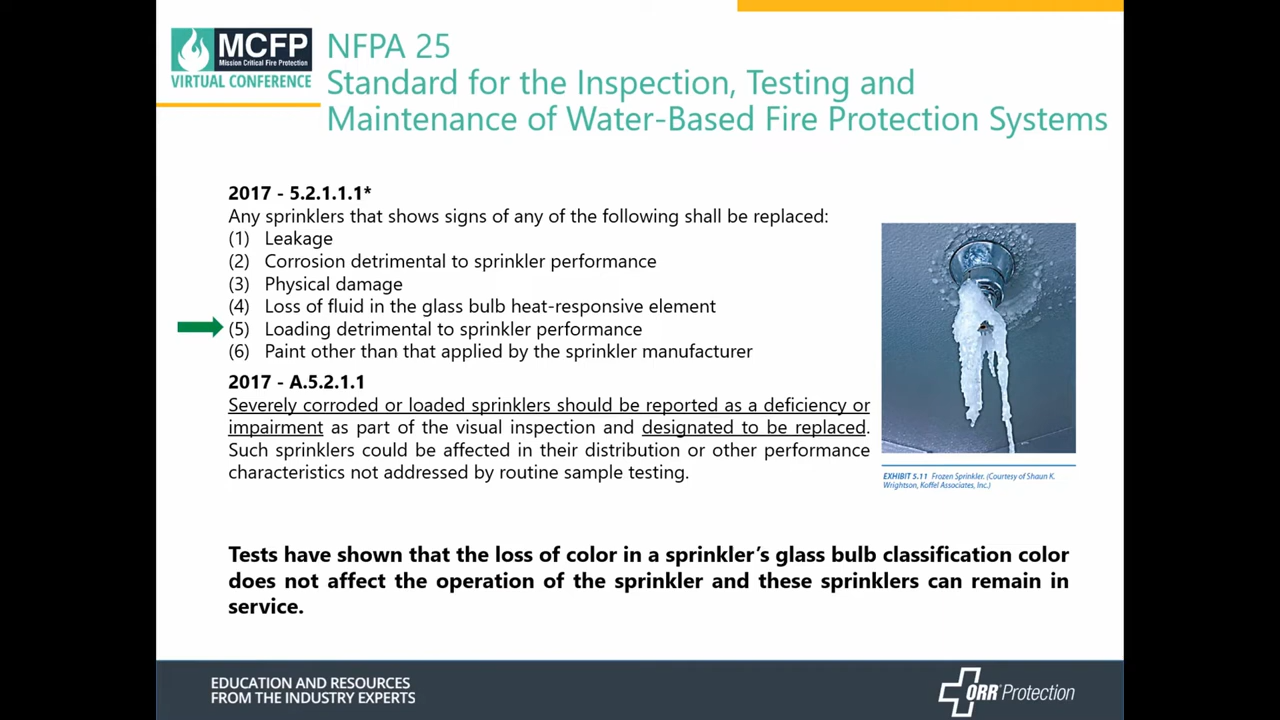 MCFP
Mission Critical Fire Protection
VIRTUAL CONFERENCE
NFPA 25
Standard for the Inspection, Testing and
Maintenance of Water-Based Fire Protection Systems
2017 - 5.2.1.1.1*
Any sprinklers that shows signs of any of the following shall be replaced:
(1) Leakage
(2) Corrosion detrimental to sprinkler performance
(3) Physical damage
(4) Loss of fluid in the glass bulb heat-responsive element
(5) Loading detrimental to sprinkler performance
(6) Paint other than that applied by the sprinkler manufacturer
2017 - A.5.2.1.1
Severely corroded or loaded sprinklers should be reported as a deficiency or
impairment as part of the visual inspection and designated to be replaced.
Such sprinklers could be affected in their distribution or other performance
characteristics not addressed by routine sample testing.
EXHIBIT 5.11 Frozen Sprinkler. (Courtesy of Shaun K.
Wrightson, Koffel Associates, Inc.)
Tests have shown that the loss of color in a sprinkler's glass bulb classification color
does not affect the operation of the sprinkler and these sprinklers can remain in
service.
EDUCATION AND RESOURCES
FROM THE INDUSTRY EXPERTS
ORR® Protection